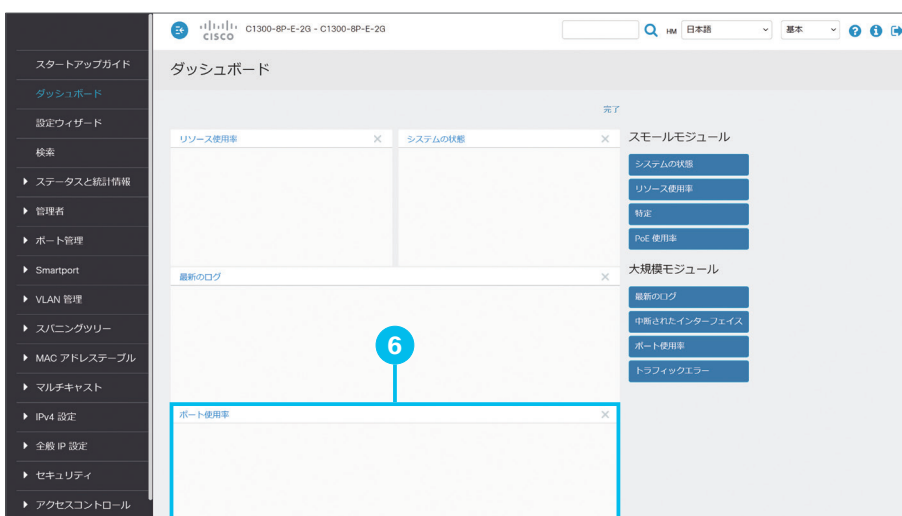 CISCO
C1300-8P-E-2G - C1300-8P-E-2G
HM
日本語
基本
スタートアップガイド
ダッシュボード
設定ウィザード
検索
ステータスと統計情報
管理者
ポート管理
Smartport
VLAN 管理
スパニングツリー
MAC アドレステーブル
マルチキャスト
IPv4 設定
全般 IP 設定
セキュリティ
アクセスコントロール
ダッシュボード
完了
リソース使用率
システムの状態
最新のログ
6
ポート使用率
スモールモジュール
システムの状態
リソース使用率
特定
PoE 使用率
大規模モジュール
最新のログ
中断されたインターフェイス
ポート使用率
トラフィックエラー